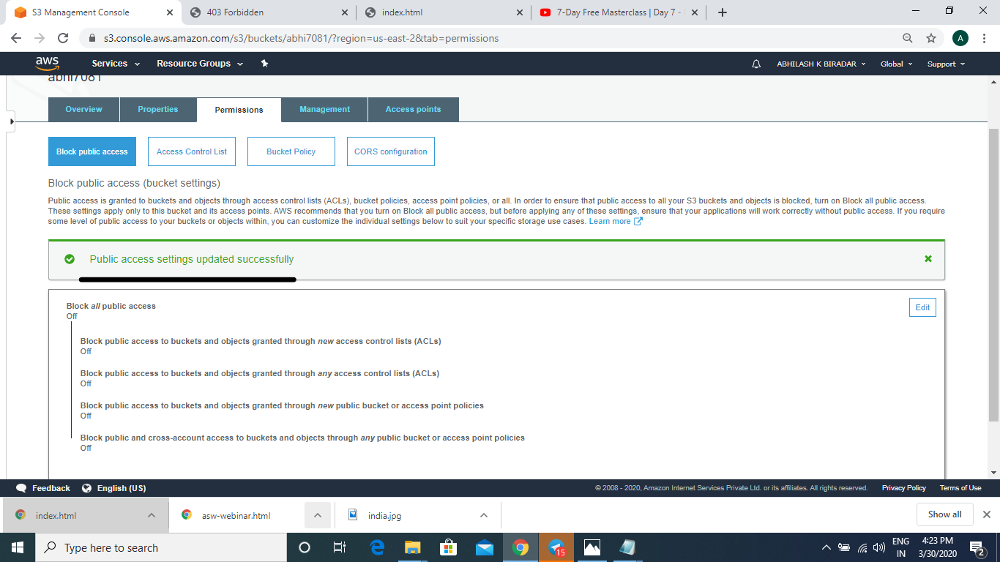 S3 Management Console
403 Forbidden
index.html
7-Day Free Masterclass | Day 7 -
s3.console.aws.amazon.com/s3/buckets/abhi7081/?region=us-east-2&tab=permissions
A
aws
Services
Resource Groups
ABHILASH K BIRADAR
Global
Support
abhi7081
Overview
Properties
Permissions
Management
Access points
Block public access
Access Control List
Bucket Policy
CORS configuration
Block public access (bucket settings)
Public access is granted to buckets and objects through access control lists (ACLs), bucket policies, access point policies, or all. In order to ensure that public access to all your S3 buckets and objects is blocked, turn on Block all public access.
These settings apply only to this bucket and its access points. AWS recommends that you turn on Block all public access, but before applying any of these settings, ensure that your applications will work correctly without public access. If you require
some level of public access to your buckets or objects within, you can customize the individual settings below to suit your specific storage use cases. Learn more
Public access settings updated successfully
Block all public access
Edit
Off
Block public access to buckets and objects granted through new access control lists (ACLs)
Off
Block public access to buckets and objects granted through any access control lists (ACLs)
Off
Block public access to buckets and objects granted through new public bucket or access point policies
Off
Block public and cross-account access to buckets and objects through any public bucket or access point policies
Off
Feedback
English (US)
© 2008 - 2020, Amazon Internet Services Private Ltd. or its affiliates. All rights reserved.
Privacy Policy
Terms of Use
index.html
asw-webinar.html
india.jpg
Show all
Type here to search
15
ENG
IN
4:23 PM
3/30/2020
2